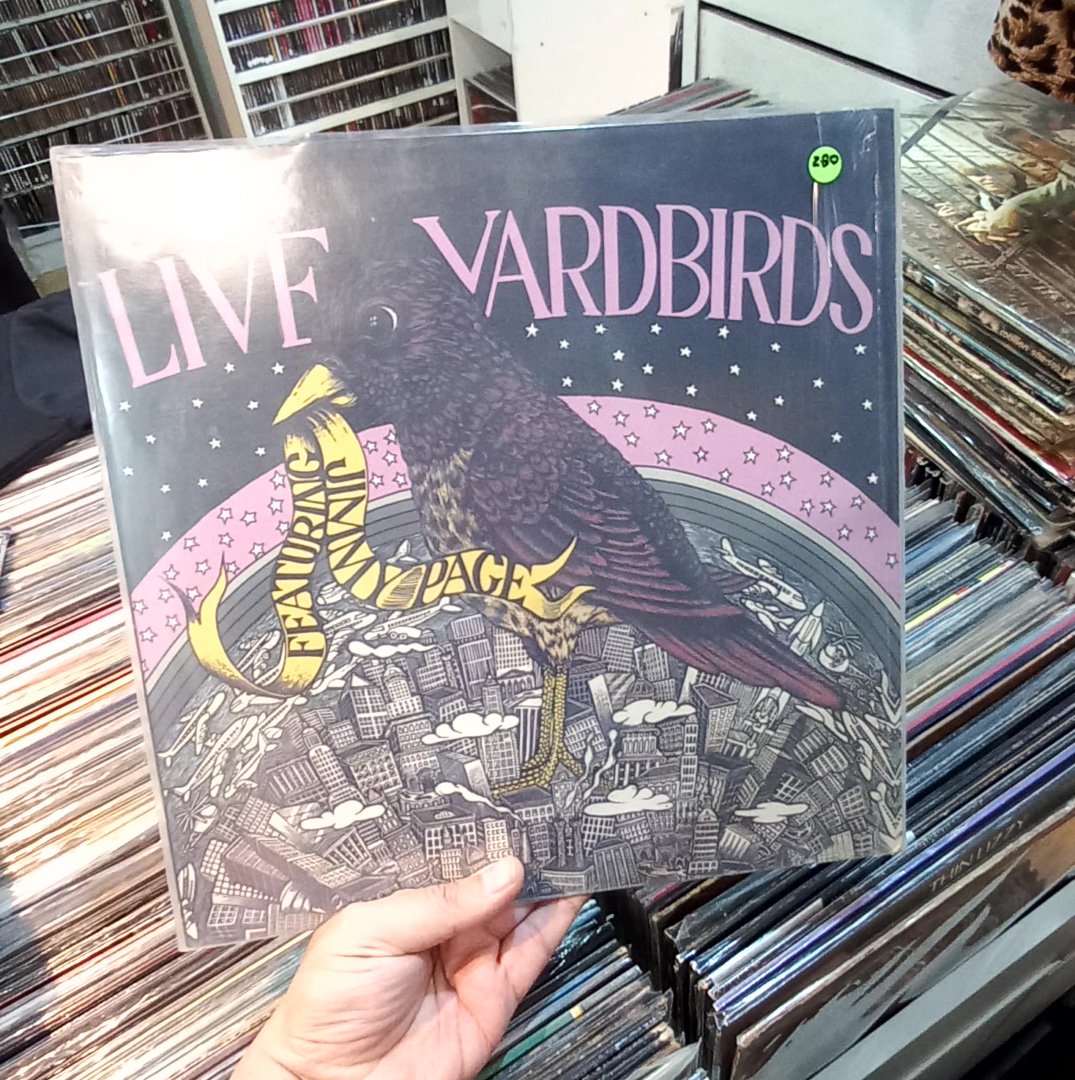 280
LIVE YARDBIRDS
FEATURING
JIMMY PAGE
THIN LIZZY